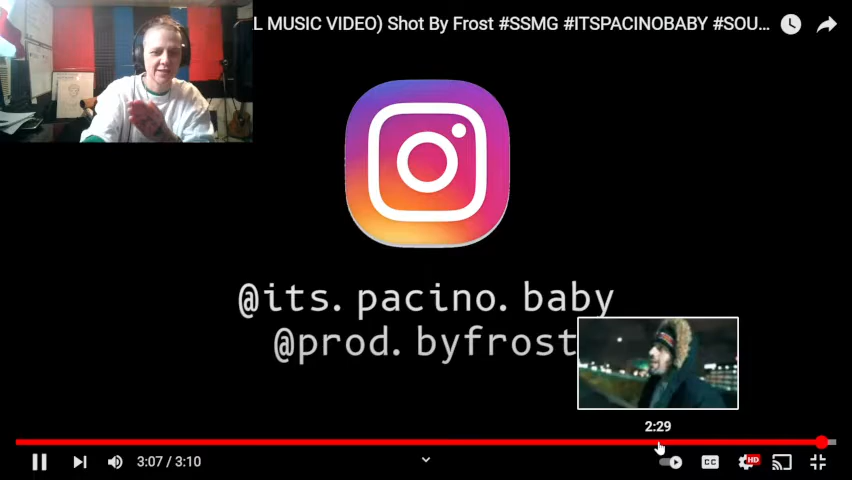 L MUSIC VIDEO) Shot By Frost #SSMG #ITSPACINOBABY #SOU...
@its. pacino. baby
@prod. byfrost
2:29
3:07 / 3:10
CC
HD